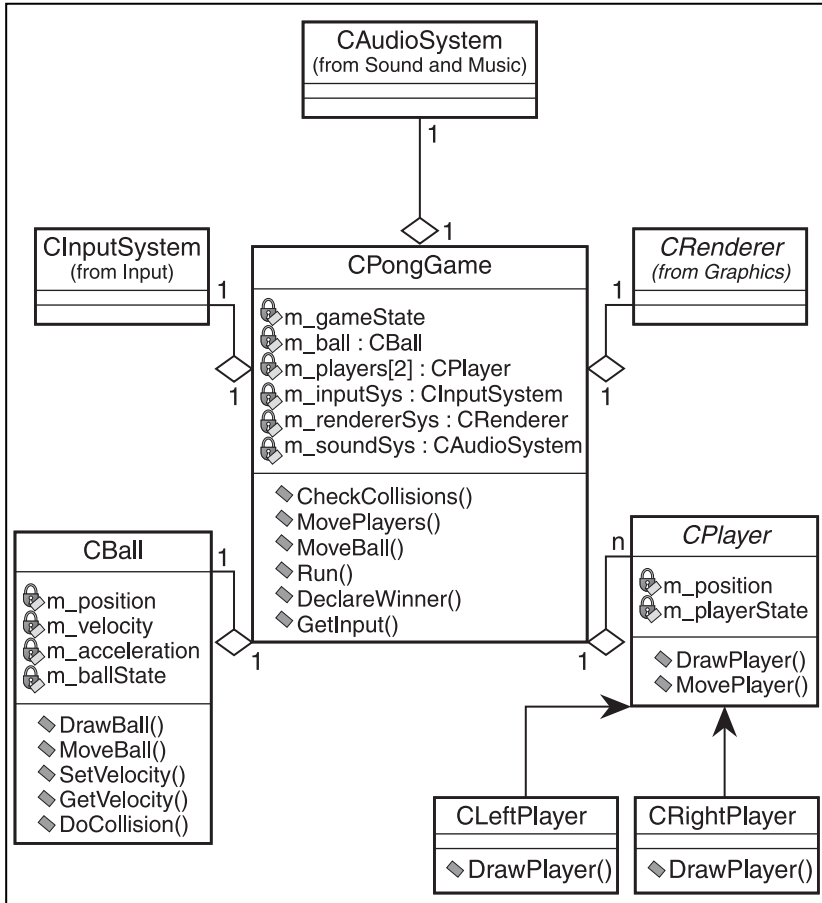 CAudioSystem
(from Sound and Music)
1
1
CInputSystem
(from Input)
1
1
CRenderer
(from Graphics)
1
1
CPongGame
m_gameState
m_ball : CBall
m_players[2] : CPlayer
m_inputSys : CInputSystem
m_rendererSys : CRenderer
m_soundSys : CAudioSystem
CheckCollisions()
MovePlayers()
MoveBall()
Run()
DeclareWinner()
GetInput()
CBall
1
1
m_position
m_velocity
m_acceleration
m_ballState
DrawBall()
MoveBall()
SetVelocity()
GetVelocity()
DoCollision()
n
1
CPlayer
m_position
m_playerState
DrawPlayer()
MovePlayer()
CLeftPlayer
DrawPlayer()
CRightPlayer
DrawPlayer()